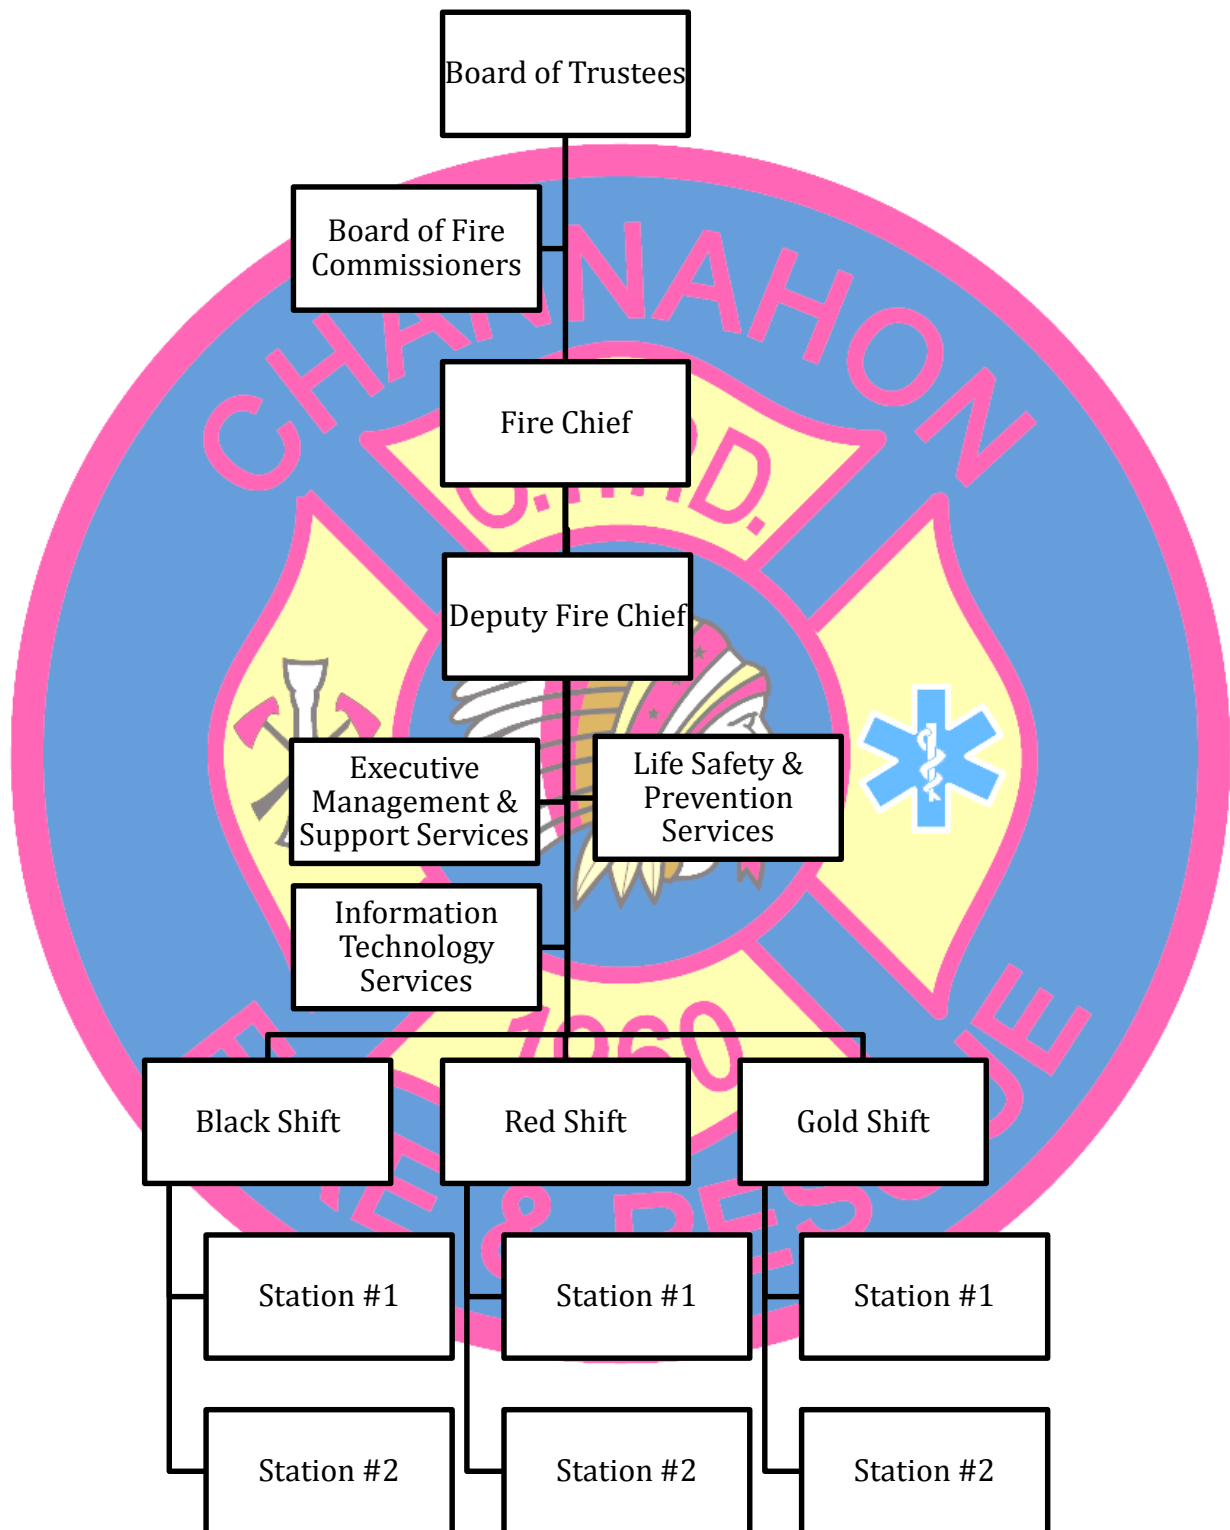 Board of Trustees
Board of Fire
Commissioners
CHANNAHON
Fire Chief
Deputy Fire Chief
Executive
Management &
Support Services
Life Safety &
Prevention
Services
Information
Technology
Services
1960
Black Shift
Red Shift
Gold Shift
& RESCUE
Station #1
Station #1
Station #1
Station #2
Station #2
Station #2